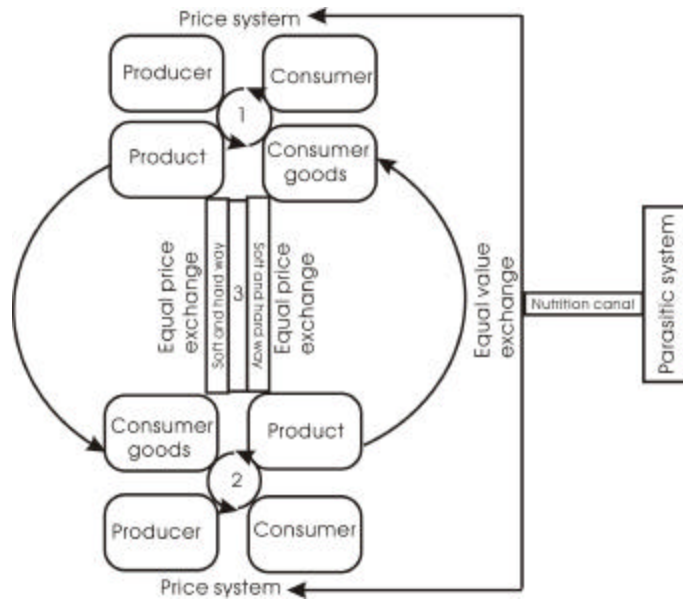 Price system
Producer
Consumer
1
Product
Consumer
goods
Equal price
exchange
Soft and hard way
3
Soft and hard way
Equal price
exchange
Equal value
exchange
Nutrition canal
Parasitic system
Consumer
goods
Product
2
Producer
Consumer
Price system